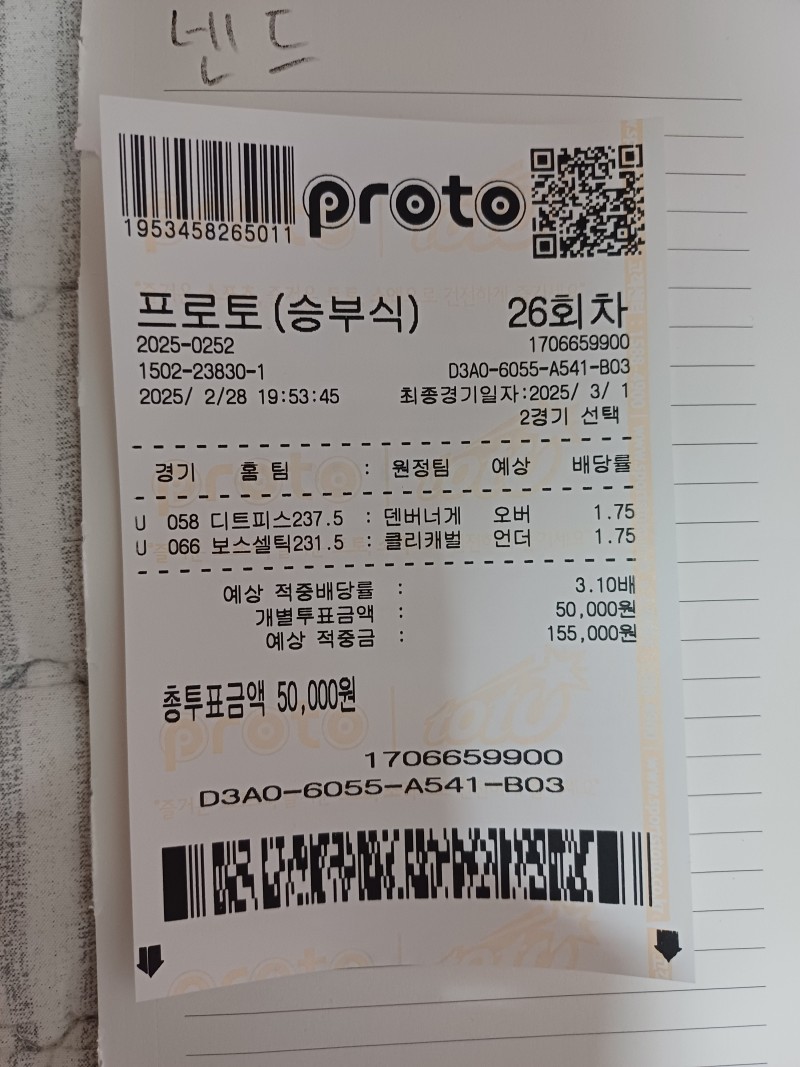 넨드
1953458265011
proto
프로토(승부식) 26회차
2025-0252 1706659900
1502-23830-1 D3A0-6055-A541-B03
2025/ 2/28 19:53:45 최종경기일자:2025/ 3/ 1
2경기 선택
경기 홈 팀 : 원정팀 예상 배당률
U 058 디트피스237.5 : 덴버너게 오버 1.75
U 066 보스셀틱231.5 : 클리캐벌 언더 1.75
예상 적중배당률 : 3.10배
개별투표금액 : 50,000원
예상 적중금 : 155,000원
총투표금액 50,000원
1706659900
D3A0-6055-A541-B03